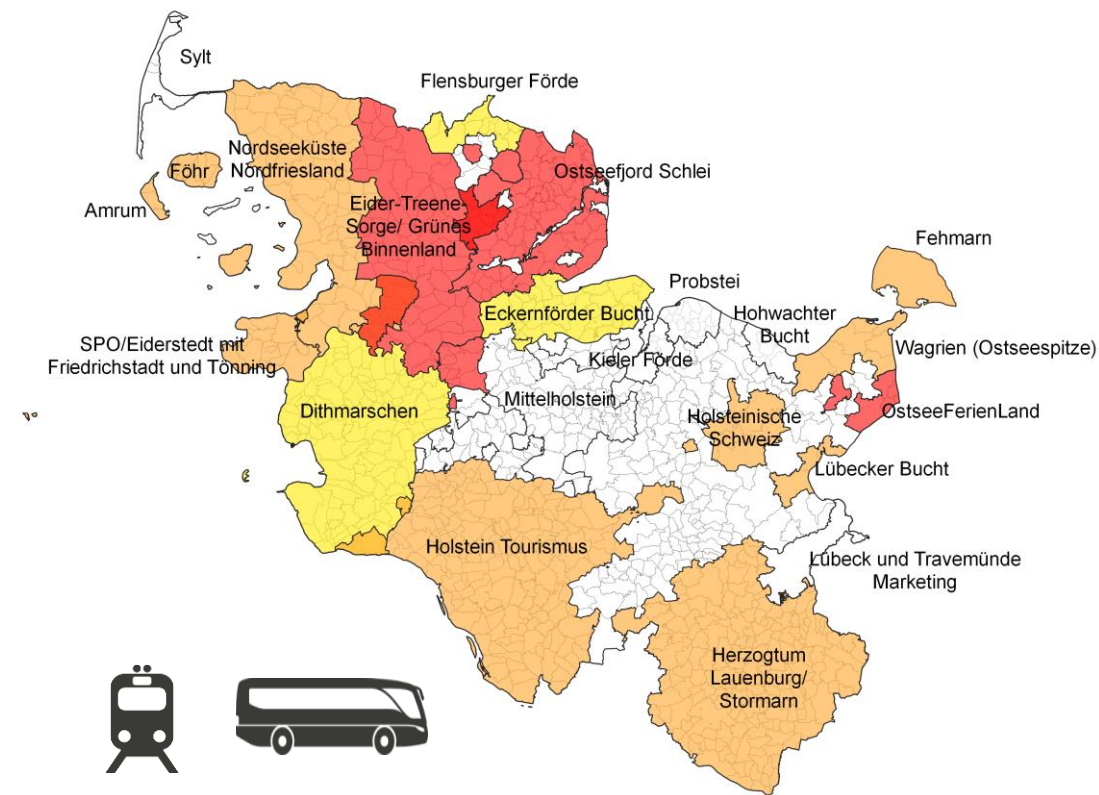 Sylt
Flensburger Förde
Nordseeküste
Nordfriesland
Föhr
Ostseefjord Schlei
Amrum
Eider-Treene-
Sorge/ Grünes
Binnenland
Fehmarn
Probstei
Eckernförder Bucht
Hohwachter
Bucht
SPO/Eiderstedt mit
Friedrichstadt und Tönning
Wagrien (Ostseespitze)
Kieler Förde
Mittelholstein
Dithmarschen
Holsteinische
Schweiz
OstseeFerienLand
Lübecker Bucht
Holstein Tourismus
Lübeck und Travemünde
Marketing
Herzogtum
Lauenburg/
Stormarn